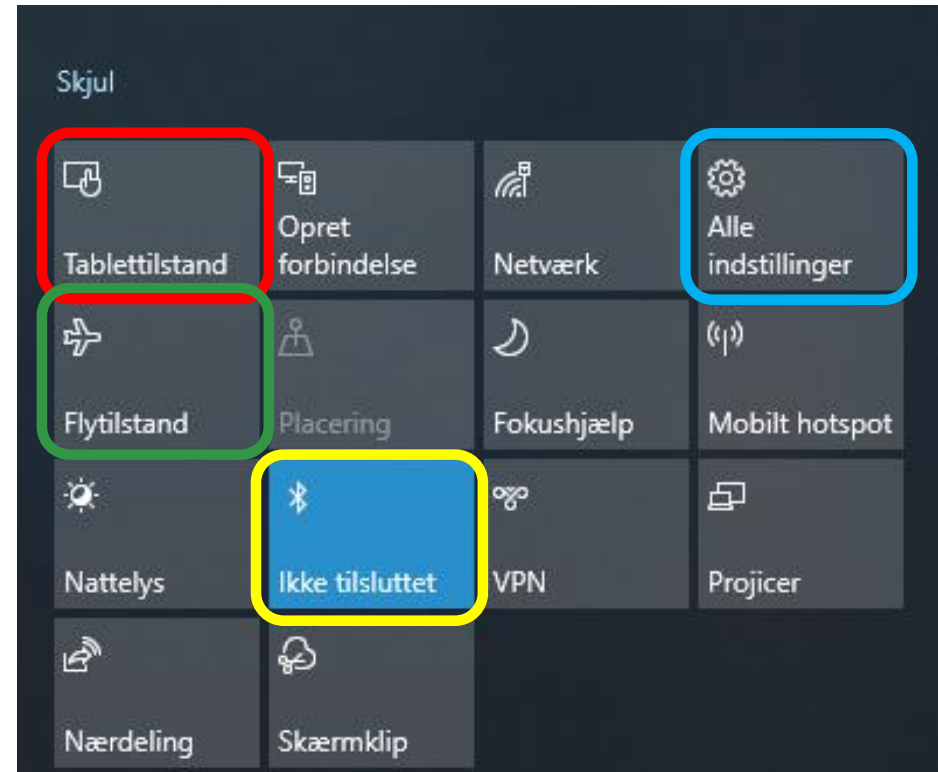 Skjul
Tablettilstand
Opret
forbindelse
Netværk
Alle
indstillinger
Flytilstand
Placering
Fokushjælp
Mobilt hotspot
Nattelys
Ikke tilsluttet
VPN
Projicer
Nærdeling
Skærmklip